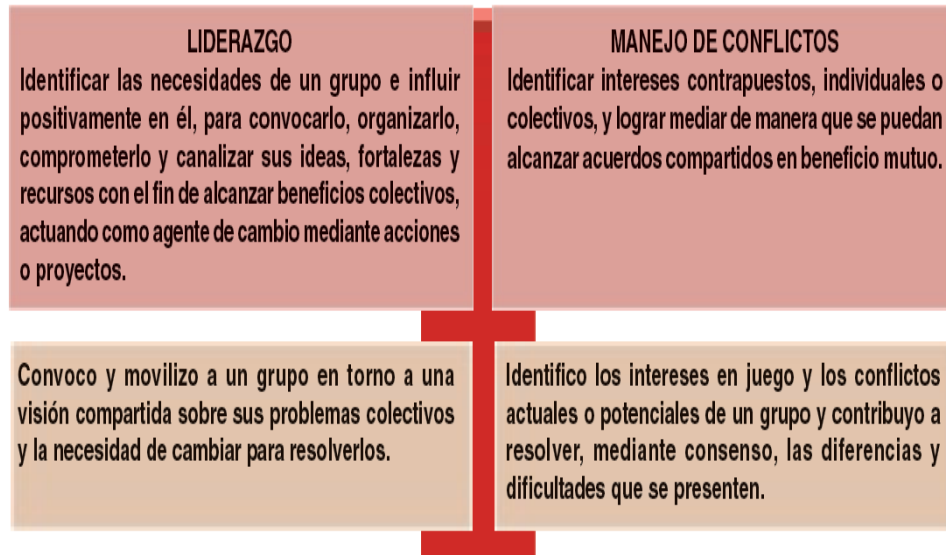 LIDERAZGO
Identificar las necesidades de un grupo e influir
positivamente en él, para convocarlo, organizarlo,
comprometerlo y canalizar sus ideas, fortalezas y
recursos con el fin de alcanzar beneficios colectivos,
actuando como agente de cambio mediante acciones
o proyectos.
MANEJO DE CONFLICTOS
Identificar intereses contrapuestos, individuales o
colectivos, y lograr mediar de manera que se puedan
alcanzar acuerdos compartidos en beneficio mutuo.
Convoco y movilizo a un grupo en torno a una
visión compartida sobre sus problemas colectivos
y la necesidad de cambiar para resolverlos.
Identifico los intereses en juego y los conflictos
actuales o potenciales de un grupo y contribuyo a
resolver, mediante consenso, las diferencias y
dificultades que se presenten.